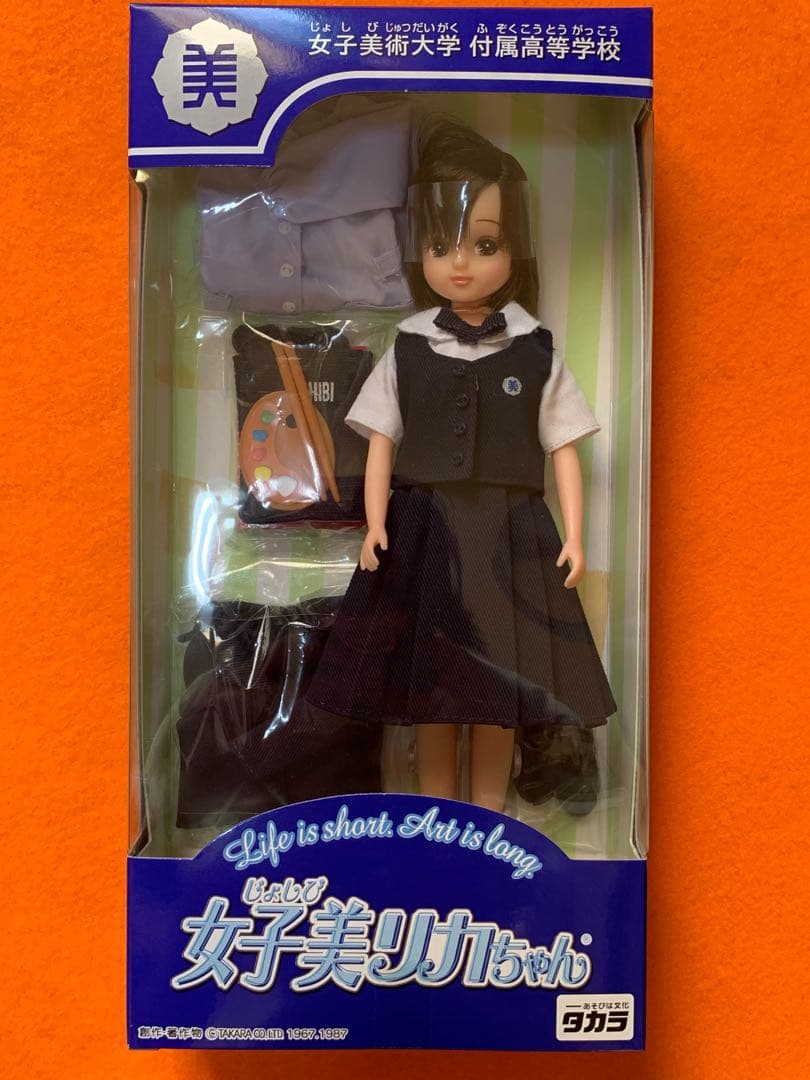 美
じょしびじゅつだいがく ふぞくこうとうがっこう
女子美術大学 付属高等学校
HIBI
美
Life is short. Art is long.
じょしび
女子美リカちゃん®
あそびは文化
タカラ
創作・著作物 ©TAKARA CO.,LTD. 1967.1987